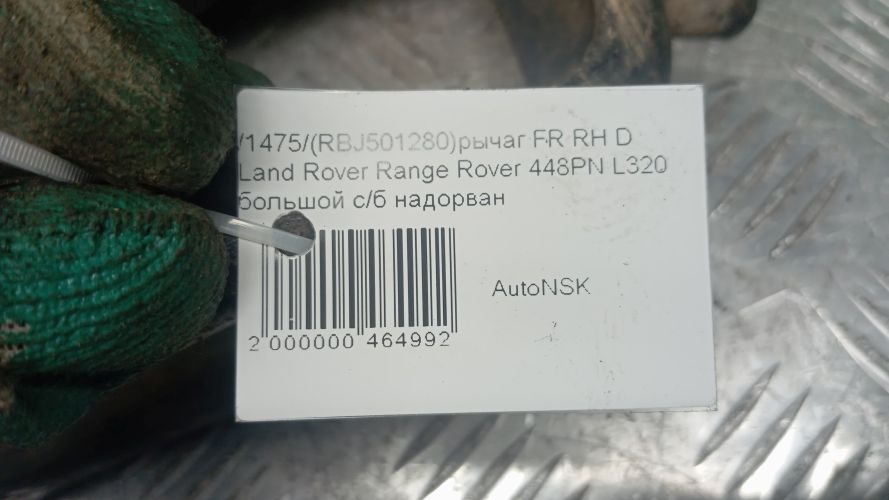 /1475/(RBJ501280)рычаг FR RH D
Land Rover Range Rover 448PN L320
большой с/б надорван
AutoNSK
2 000000 464992